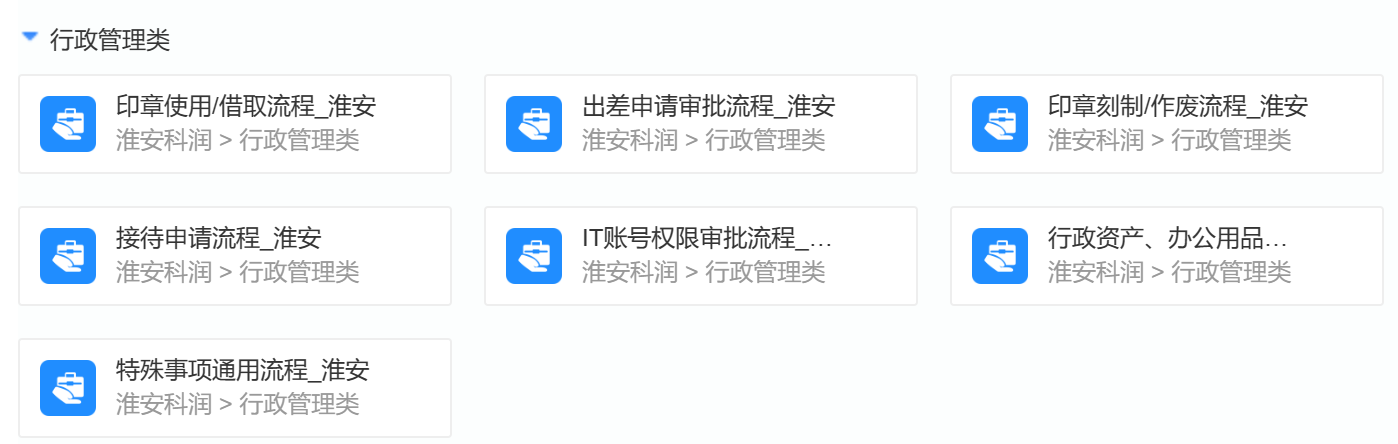 行政管理类
印章使用/借取流程_淮安
淮安科润 > 行政管理类
出差申请审批流程_淮安
淮安科润 > 行政管理类
印章刻制/作废流程_淮安
淮安科润 > 行政管理类
接待申请流程_淮安
淮安科润 > 行政管理类
IT账号权限审批流程_…
淮安科润 > 行政管理类
行政资产、办公用品…
淮安科润 > 行政管理类
特殊事项通用流程_淮安
淮安科润 > 行政管理类